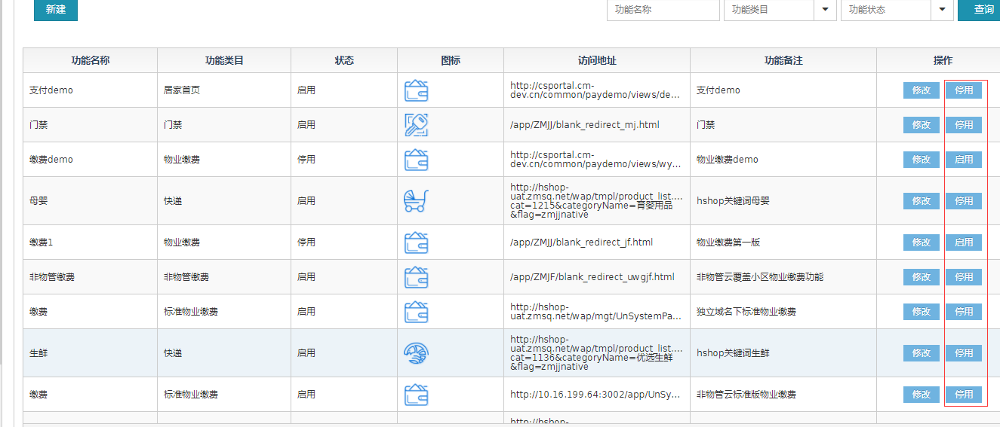 新建
功能名称
功能类目
功能状态
查询
功能名称 功能类目 状态 图标 访问地址 功能备注 操作
支付demo 居家首页 启用 http://csportal.cm-
dev.cn/common/paydemo/views/de... 支付demo 修改 停用
门禁 门禁 启用 /app/ZMJJ/blank_redirect_mj.html 门禁 修改 停用
缴费demo 物业缴费 停用 http://csportal.cm-
dev.cn/common/paydemo/views/wy... 物业缴费demo 修改 启用
母婴 快递 启用 http://hshop-
uat.zmsq.net/wap/tmpl/product_list....
cat=1215&categoryName=育婴用品
&flag=zmjjnative hshop关键词母婴 修改 停用
缴费1 物业缴费 停用 /app/ZMJJ/blank_redirect_jf.html 物业缴费第一版 修改 启用
非物管缴费 非物管缴费 启用 /app/ZMJF/blank_redirect_uwgjf.html 非物管云覆盖小区物业缴费功能 修改 停用
缴费 标准物业缴费 启用 http://hshop-
uat.zmsq.net/wap/mgt/UnSystemPa... 独立域名下标准物业缴费 修改 停用
生鲜 快递 启用 http://hshop-
uat.zmsq.net/wap/tmpl/product_list....
cat=1136&categoryName=优选生鲜
&flag=zmjjnative hshop关键词生鲜 修改 停用
缴费 标准物业缴费 启用 http://10.16.199.64:3002/app/UnSy... 非物管云标准版物业缴费 修改 停用
http://hshop-